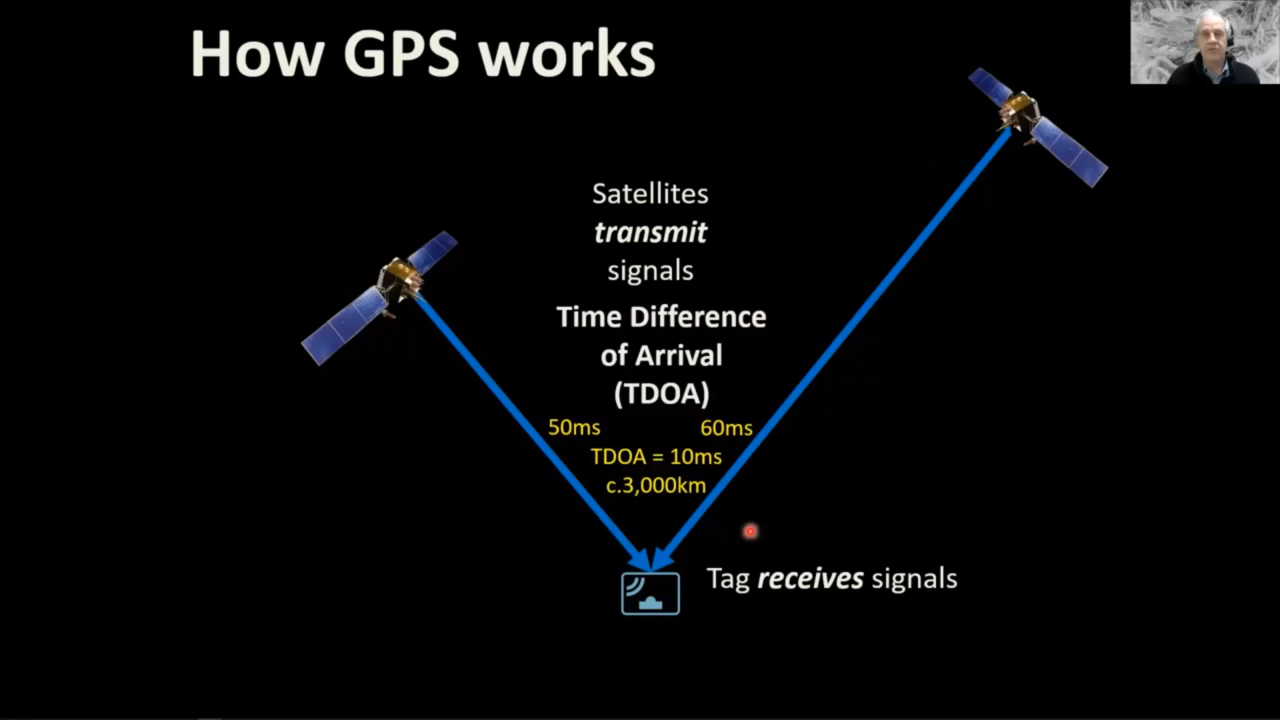 How GPS works
Satellites
transmit
signals
Time Difference
of Arrival
(TDOA)
50ms 60ms
TDOA = 10ms
c.3,000km
Tag receives signals